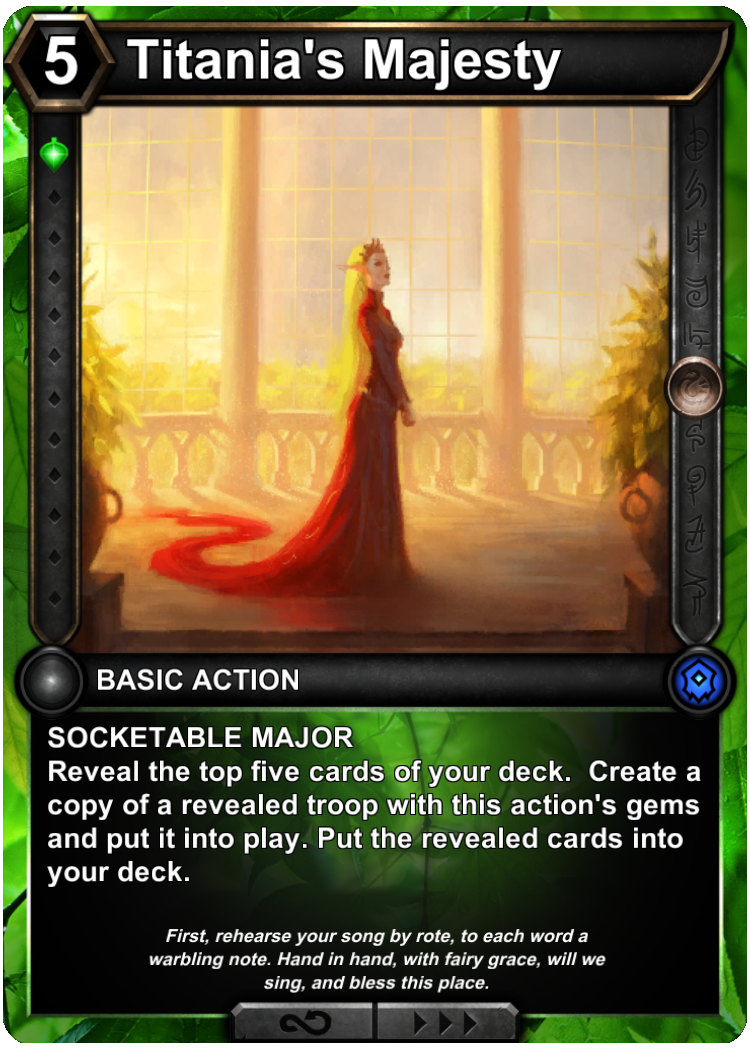 5 Titania's Majesty
BASIC ACTION
SOCKETABLE MAJOR
Reveal the top five cards of your deck.  Create a
copy of a revealed troop with this action's gems
and put it into play. Put the revealed cards into
your deck.
First, rehearse your song by rote, to each word a
warbling note. Hand in hand, with fairy grace, will we
sing, and bless this place.